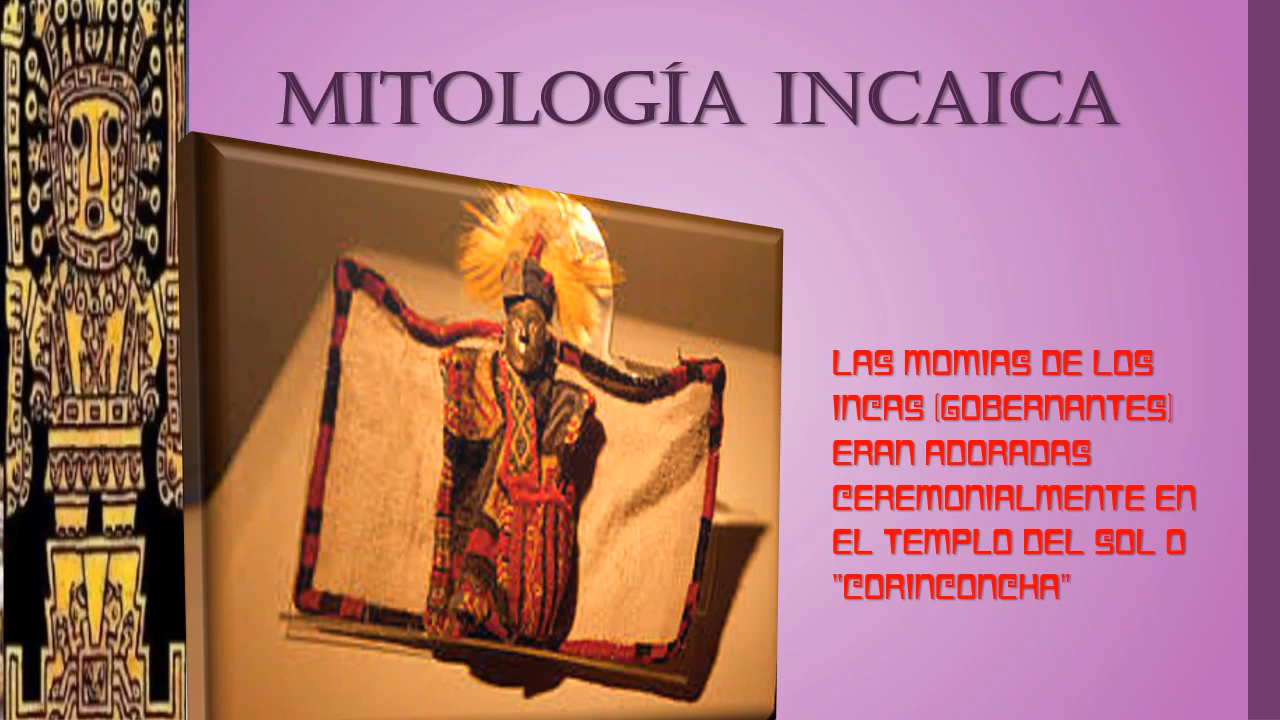 MITOLOGÍA INCAICA
LAS MOMIAS DE LOS
INCAS (GOBERNANTES)
ERAN ADORADAS
CEREMONIALMENTE EN
EL TEMPLO DEL SOL O
"CORINCONCHA"